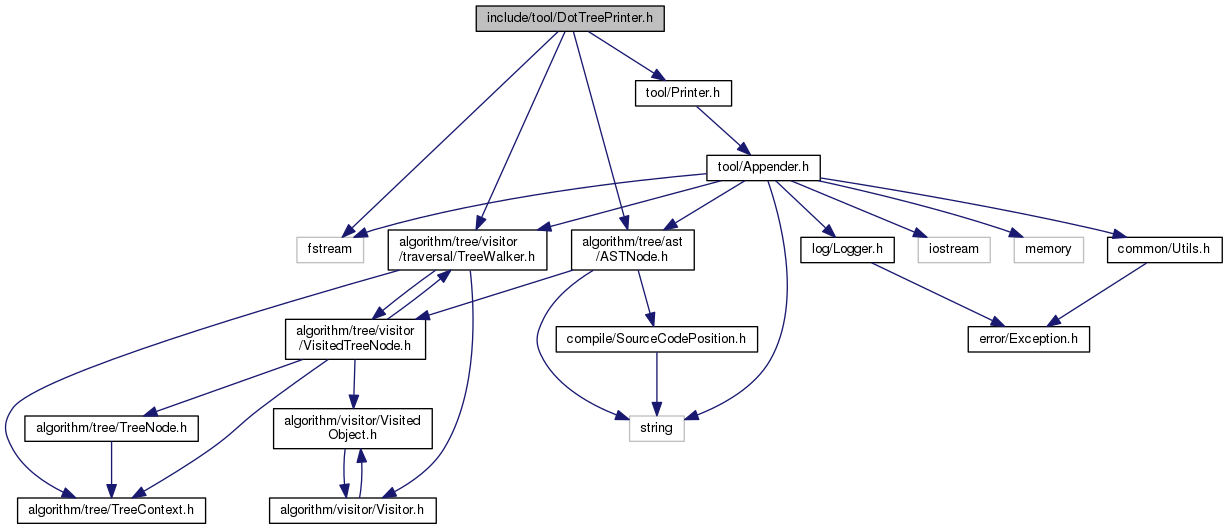 include/tool/DotTreePrinter.h
tool/Printer.h
tool/Appender.h
fstream
algorithm/tree/visitor
/traversal/TreeWalker.h
algorithm/tree/ast
/ASTNode.h
log/Logger.h
iostream
memory
common/Utils.h
algorithm/tree/visitor
/VisitedTreeNode.h
compile/SourceCodePosition.h
error/Exception.h
algorithm/tree/TreeNode.h
algorithm/visitor/Visited
Object.h
string
algorithm/tree/TreeContext.h
algorithm/visitor/Visitor.h